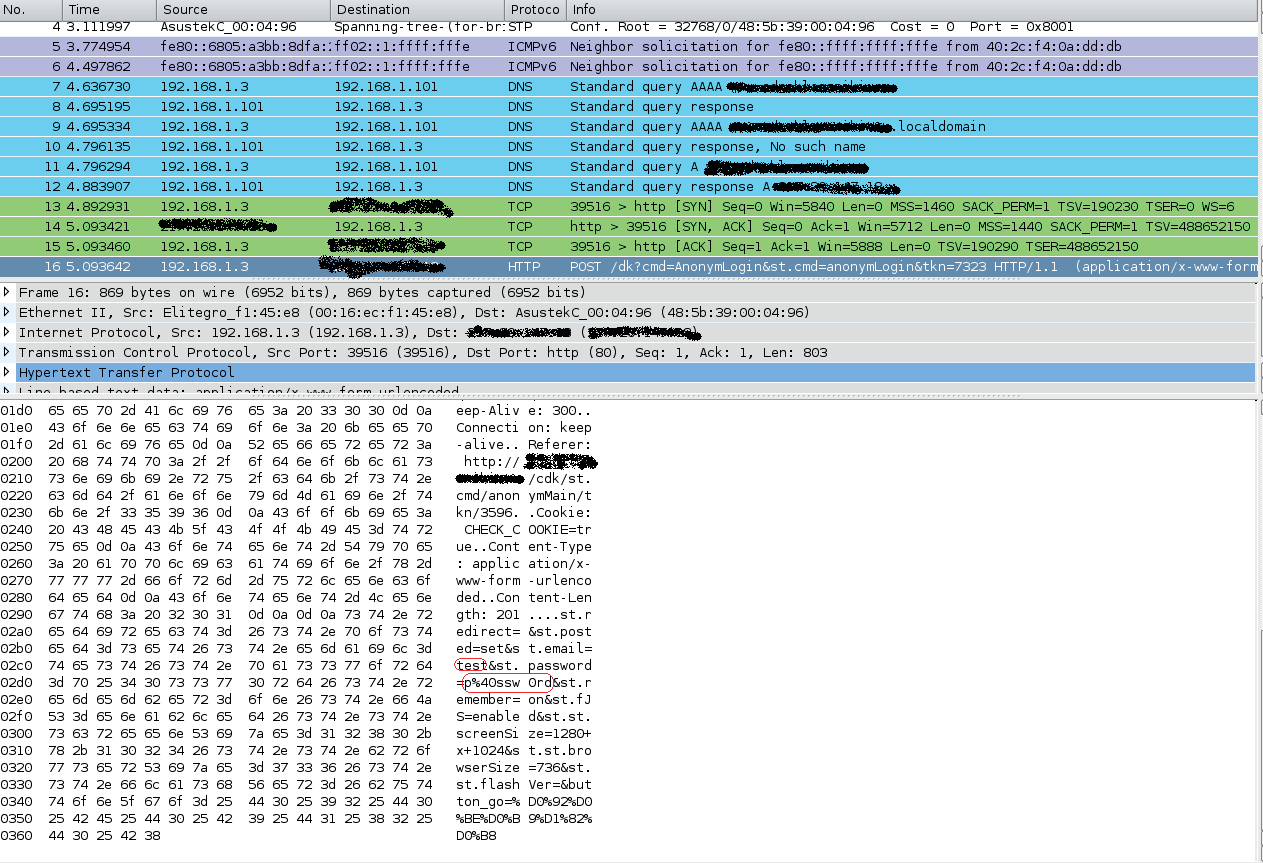 No. Time Source Destination Protoco Info
4 3.111997 AsustekC_00:04:96 Spanning-tree-(for-br: STP Conf. Root = 32768/0/48:5b:39:00:04:96 Cost = 0 Port = 0x8001
5 3.774954 fe80::6805:a3bb:8dfa: ff02::1:ffff:fffe ICMPv6 Neighbor solicitation for fe80::ffff:ffff:fffe from 40:2c:f4:0a:dd:db
6 4.497862 fe80::6805:a3bb:8dfa: ff02::1:ffff:fffe ICMPv6 Neighbor solicitation for fe80::ffff:ffff:fffe from 40:2c:f4:0a:dd:db
7 4.636730 192.168.1.3 192.168.1.101 DNS Standard query AAAA
8 4.695195 192.168.1.101 192.168.1.3 DNS Standard query response
9 4.695334 192.168.1.3 192.168.1.101 DNS Standard query AAAA .localdomain
10 4.796135 192.168.1.101 192.168.1.3 DNS Standard query response, No such name
11 4.796294 192.168.1.3 192.168.1.101 DNS Standard query A
12 4.883907 192.168.1.101 192.168.1.3 DNS Standard query response A
13 4.892931 192.168.1.3 TCP 39516 > http [SYN] Seq=0 Win=5840 Len=0 MSS=1460 SACK_PERM=1 TSV=190230 TSER=0 WS=6
14 5.093421 192.168.1.3 TCP http > 39516 [SYN, ACK] Seq=0 Ack=1 Win=5712 Len=0 MSS=1440 SACK_PERM=1 TSV=488652150
15 5.093460 192.168.1.3 TCP 39516 > http [ACK] Seq=1 Ack=1 Win=5888 Len=0 TSV=190290 TSER=488652150
16 5.093642 192.168.1.3 HTTP POST /dk?cmd=AnonymLogin&st.cmd=anonymLogin&tkn=7323 HTTP/1.1 (application/x-www-form
Frame 16: 869 bytes on wire (6952 bits), 869 bytes captured (6952 bits)
Ethernet II, Src: Elitegro_f1:45:e8 (00:16:ec:f1:45:e8), Dst: AsustekC_00:04:96 (48:5b:39:00:04:96)
Internet Protocol, Src: 192.168.1.3 (192.168.1.3), Dst: (
Transmission Control Protocol, Src Port: 39516 (39516), Dst Port: http (80), Seq: 1, Ack: 1, Len: 803
Hypertext Transfer Protocol
Line-based text data: application/x-www-form-urlencoded
01d0 65 65 70 2d 41 6c 69 76 65 3a 20 33 30 30 0d 0a eep-Aliv e: 300..
01e0 43 6f 6e 6e 65 63 74 69 6f 6e 3a 20 6b 65 65 70 Connecti on: keep
01f0 2d 61 6c 69 76 65 0d 0a 52 65 66 65 72 65 72 3a -alive.. Referer:
0200 20 68 74 74 70 3a 2f 2f 6f 64 6e 6f 6b 6c 61 73 http://
0210 73 6e 69 6b 69 2e 72 75 2f 63 64 6b 2f 73 74 2e /cdk/st.
0220 63 6d 64 2f 61 6e 6f 6e 79 6d 4d 61 69 6e 2f 74 cmd/anon ymMain/t
0230 6b 6e 2f 33 35 39 36 0d 0a 43 6f 6f 6b 69 65 3a kn/3596. .Cookie:
0240 20 43 48 45 43 4b 5f 43 4f 4f 4b 49 45 3d 74 72 CHECK_C OOKIE=tr
0250 75 65 0d 0a 43 6f 6e 74 65 6e 74 2d 54 79 70 65 ue..Cont ent-Type
0260 3a 20 61 70 70 6c 69 63 61 74 69 6f 6e 2f 78 2d : applic ation/x-
0270 77 77 77 2d 66 6f 72 6d 2d 75 72 6c 65 6e 63 6f www-form -urlenco
0280 64 65 64 0d 0a 43 6f 6e 74 65 6e 74 2d 4c 65 6e ded..Con tent-Len
0290 67 74 68 3a 20 32 30 31 0d 0a 0d 0a 73 74 2e 72 gth: 201 ....st.r
02a0 65 64 69 72 65 63 74 3d 26 73 74 2e 70 6f 73 74 edirect= &st.post
02b0 65 64 3d 73 65 74 26 73 74 2e 65 6d 61 69 6c 3d ed=set&s t.email=
02c0 74 65 73 74 26 73 74 2e 70 61 73 73 77 6f 72 64 test&st. password
02d0 3d 70 25 34 30 73 73 77 30 72 64 26 73 74 2e 72 =p%40ssw 0rd&st.r
02e0 65 6d 65 6d 62 65 72 3d 6f 6e 26 73 74 2e 66 4a emember= on&st.fJ
02f0 53 3d 65 6e 61 62 6c 65 64 26 73 74 2e 73 74 2e S=enable d&st.st.
0300 73 63 72 65 65 6e 53 69 7a 65 3d 31 32 38 30 2b screenSi ze=1280+
0310 78 2b 31 30 32 34 26 73 74 2e 73 74 2e 62 72 6f x+1024&s t.st.bro
0320 77 73 65 72 53 69 7a 65 3d 37 33 36 26 73 74 2e wserSize =736&st.
0330 73 74 2e 66 6c 61 73 68 56 65 72 3d 26 62 75 74 st.flash Ver=&but
0340 74 6f 6e 5f 67 6f 3d 25 44 30 25 39 32 25 44 30 ton_go=% D0%92%D0
0350 25 42 45 25 44 30 25 42 39 25 44 31 25 38 32 25 %BE%D0%B 9%D1%82%
0360 44 30 25 42 38 D0%B8